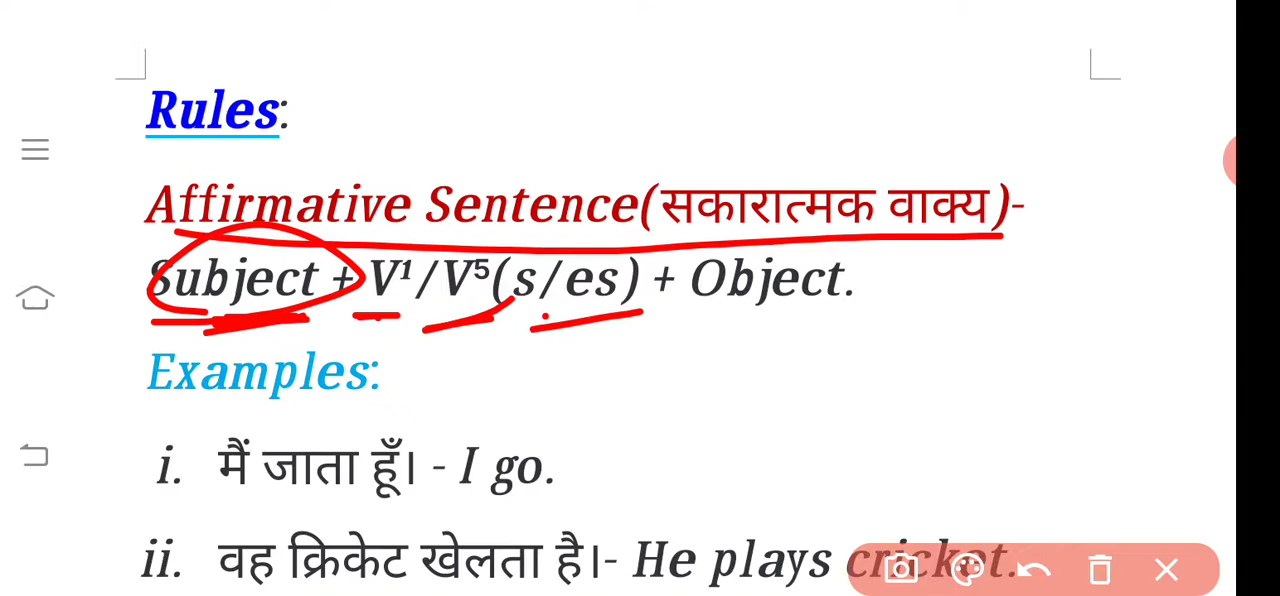 Rules:
Affirmative Sentence(सकारात्मक वाक्य)-
Subject + V¹/V⁵(s/es) + Object.
Examples:
i. मैं जाता हूँ। - I go.
ii. वह क्रिकेट खेलता है।- He plays cricket.